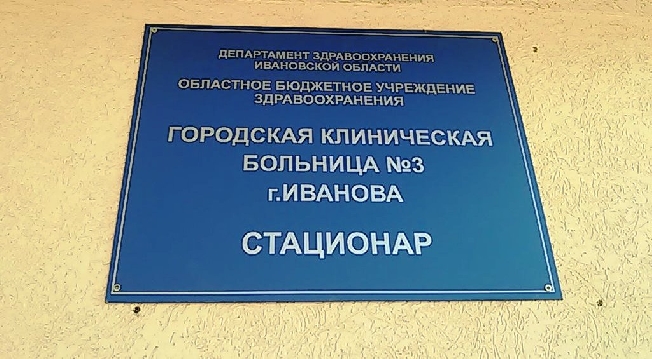 ДЕПАРТАМЕНТ ЗДРАВООХРАНЕНИЯ
ИВАНОВСКОЙ ОБЛАСТИ
ОБЛАСТНОЕ БЮДЖЕТНОЕ УЧРЕЖДЕНИЕ
ЗДРАВООХРАНЕНИЯ
ГОРОДСКАЯ КЛИНИЧЕСКАЯ
БОЛЬНИЦА №3
г.ИВАНОВА
СТАЦИОНАР